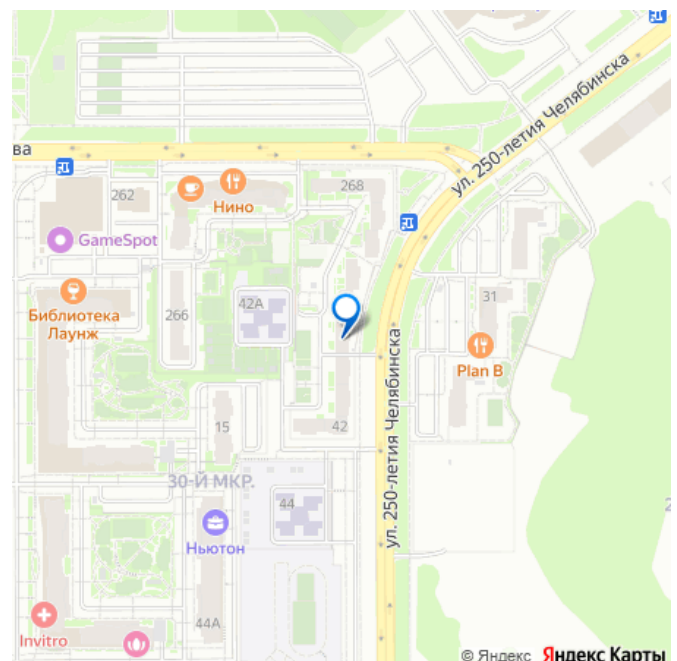 ул. 250-летия Челябинска
ва
262
268
Нино
GameSpot
42А
31
Библиотека
Лаунж
266
Plan B
ул. 250-летия Челябинска
42
15
30-Й МКР.
44
Ньютон
44А
Invitro
© Яндекс Яндекс Карты